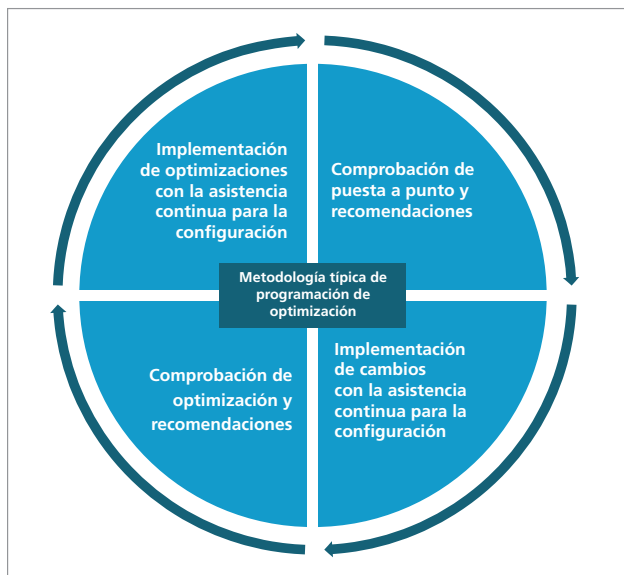 Implementación
de optimizaciones
con la asistencia
continua para la
configuración
Comprobación de
puesta a punto y
recomendaciones
Metodología típica de
programación de
optimización
Comprobación de
optimización y
recomendaciones
Implementación
de cambios
con la asistencia
continua para la
configuración